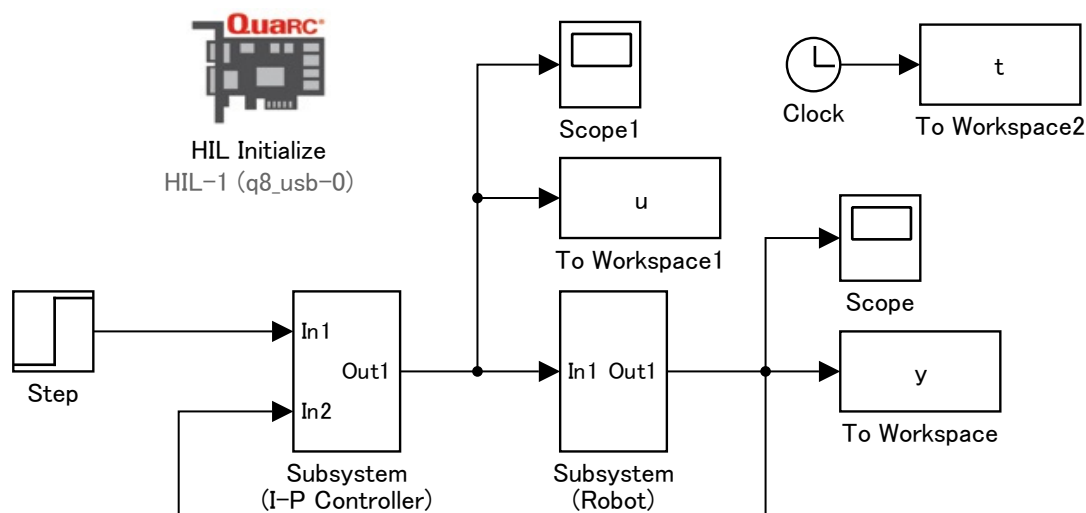 QUARC®
HIL Initialize
HIL-1 (q8_usb-0)
Scope1
Clock
t
To Workspace2
u
To Workspace1
Scope
Step
In1
In2
Out1
Subsystem
(I-P Controller)
In1 Out1
Subsystem
(Robot)
y
To Workspace